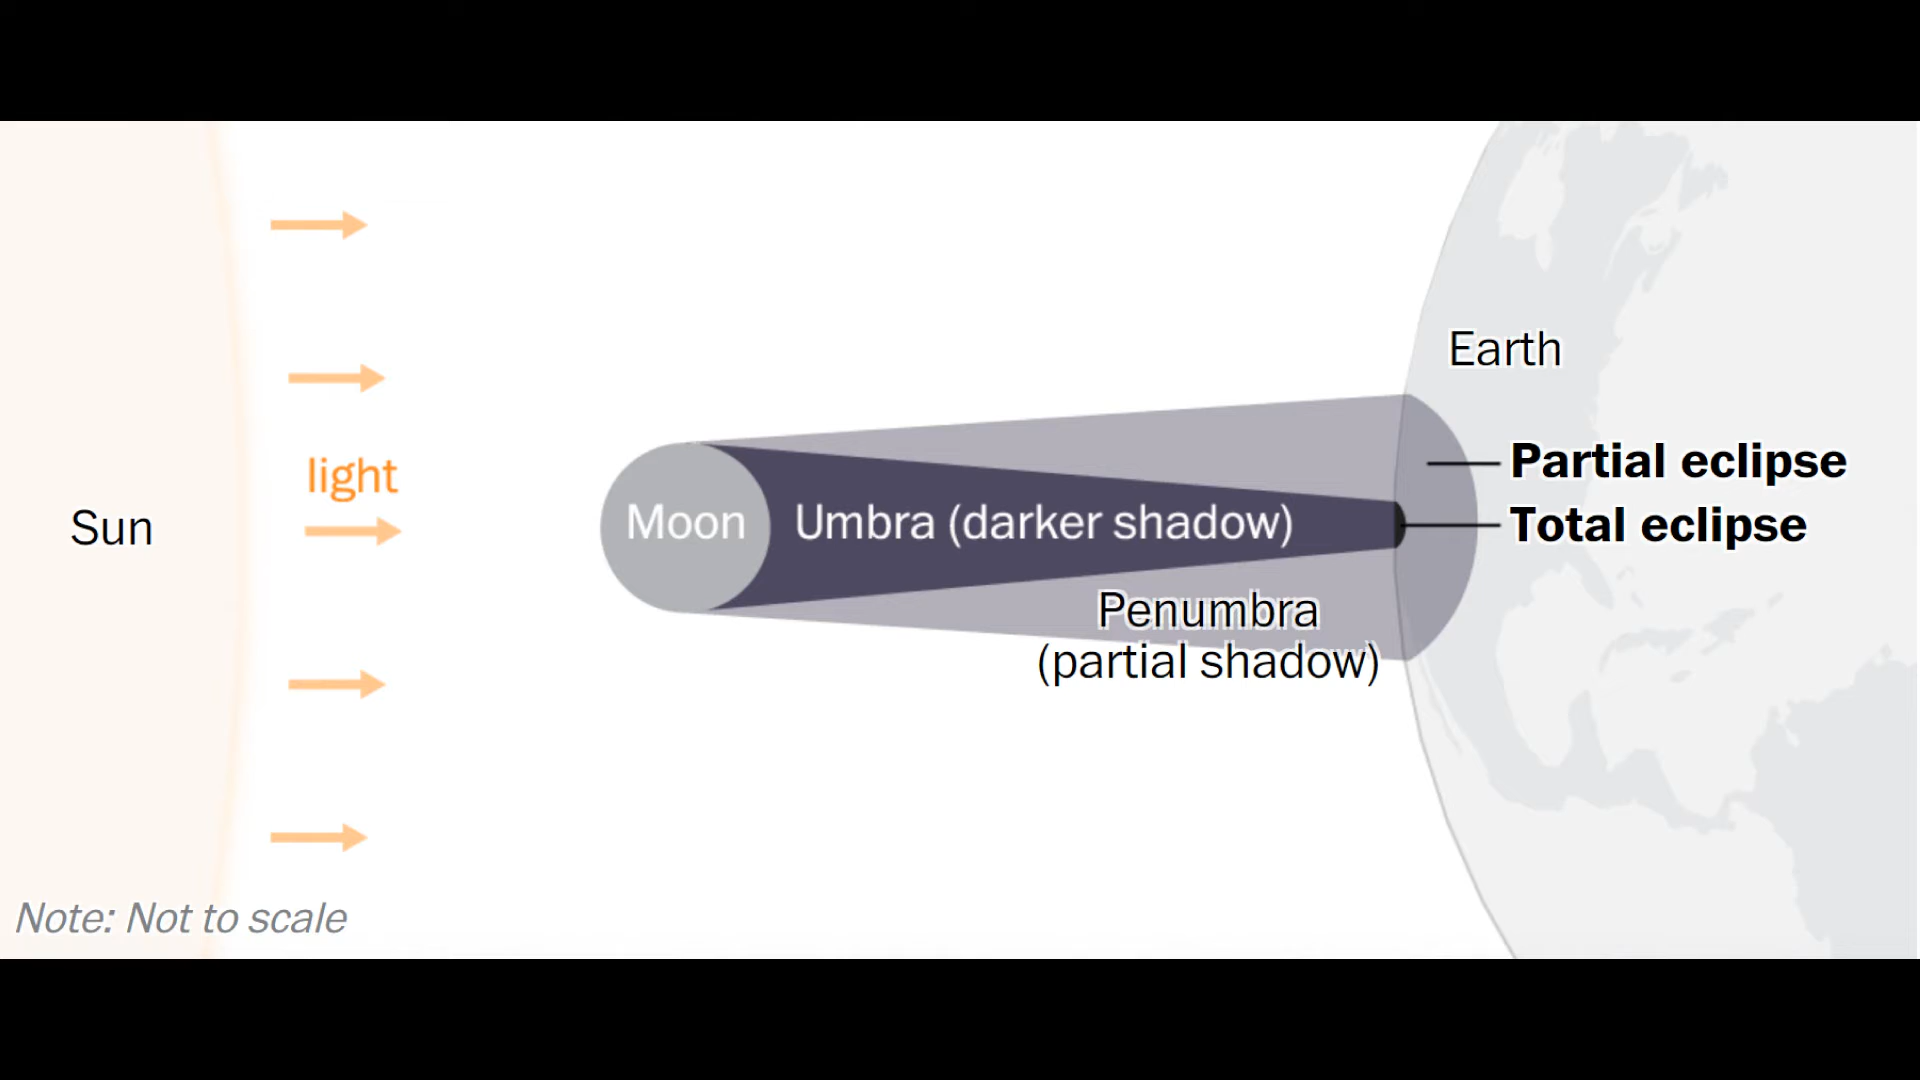 Earth
Partial eclipse
light
Sun
Moon
Umbra (darker shadow)
Total eclipse
Penumbra
(partial shadow)
Note: Not to scale